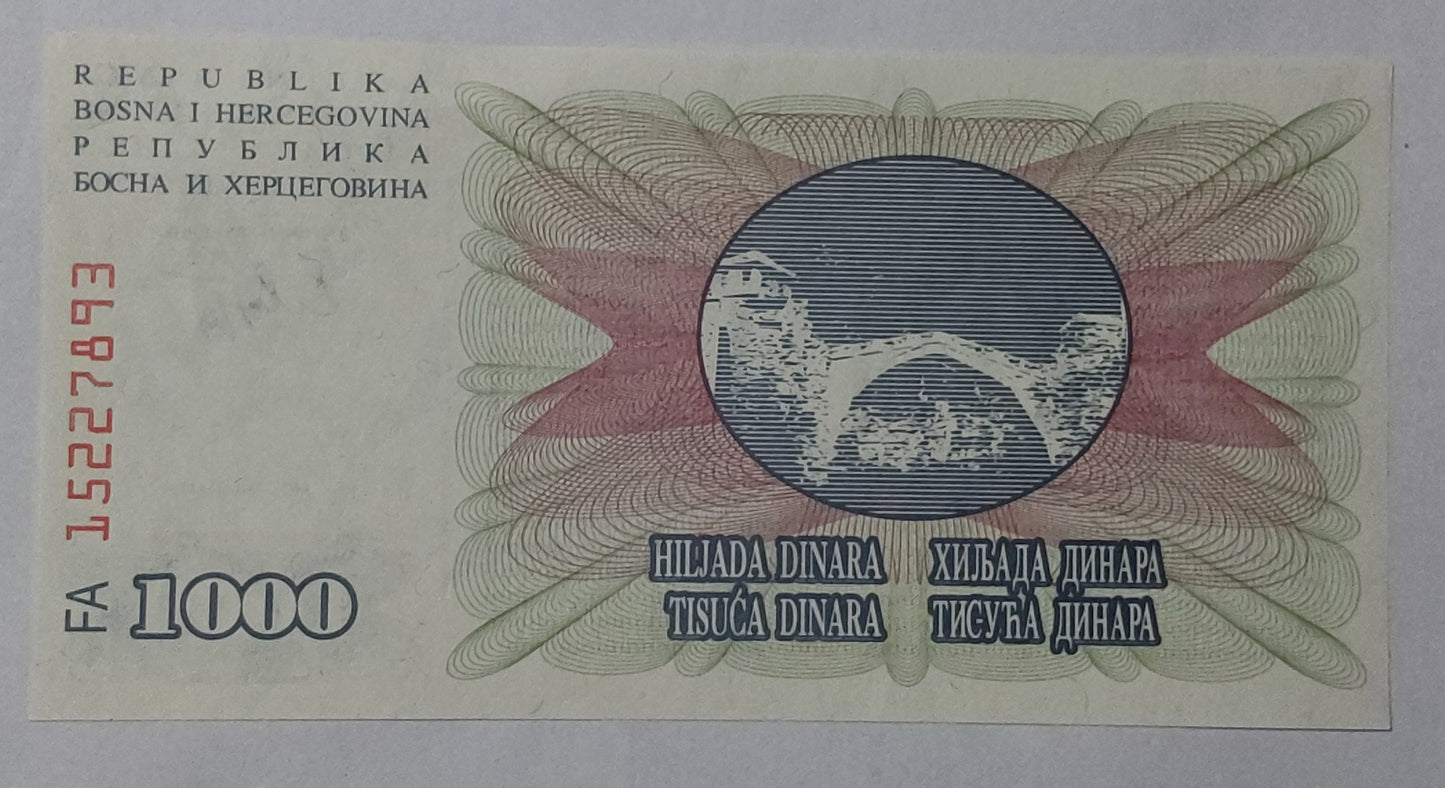 REPUBLIKA
BOSNA I HERCEGOVINA
РЕПУБЛИКА
БОСНА И ХЕРЦЕГОВИНА
FA 15227893
1000
HILJADA DINARA ХИЉАДА ДИНАРА
TISUĆA DINARA ТИСУЋА ДИНАРА